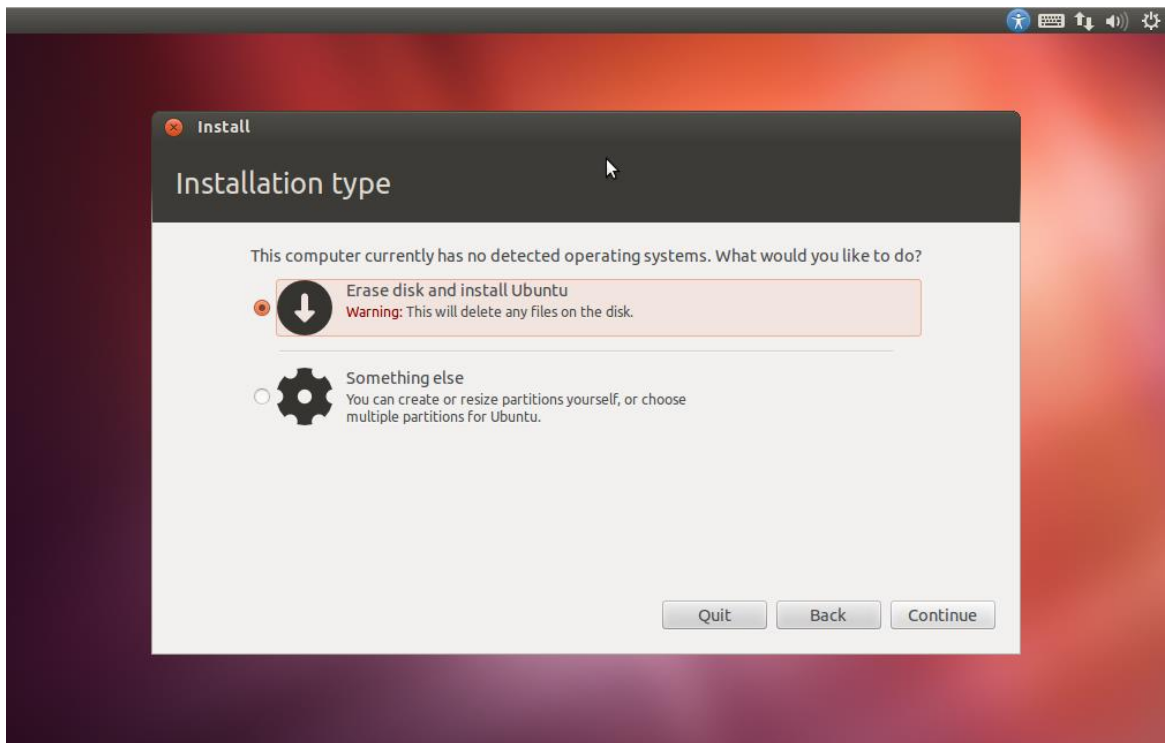 Install
Installation type
This computer currently has no detected operating systems. What would you like to do?
Erase disk and install Ubuntu
Warning: This will delete any files on the disk.
Something else
You can create or resize partitions yourself, or choose
multiple partitions for Ubuntu.
Quit Back Continue